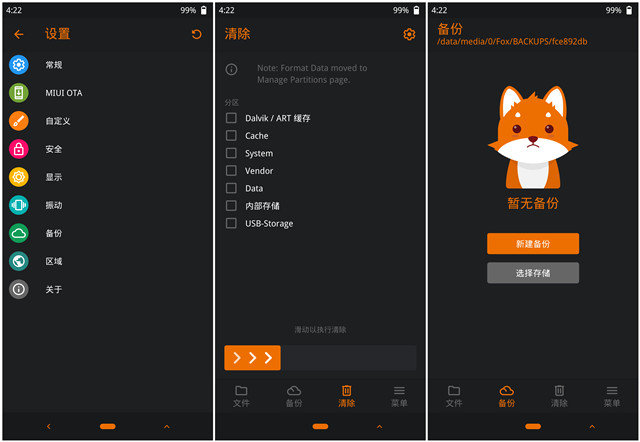 4:22
99%
设置
常规
MIUI OTA
自定义
安全
显示
振动
备份
区域
关于
4:22
99%
清除
Note: Format Data moved to
Manage Partitions page.
分区
Dalvik / ART 缓存
Cache
System
Vendor
Data
内部存储
USB-Storage
滑动以执行清除
文件
备份
清除
菜单
4:22
99%
备份
/data/media/0/Fox/BACKUPS/fce892db
暂无备份
新建备份
选择存储
文件
备份
清除
菜单